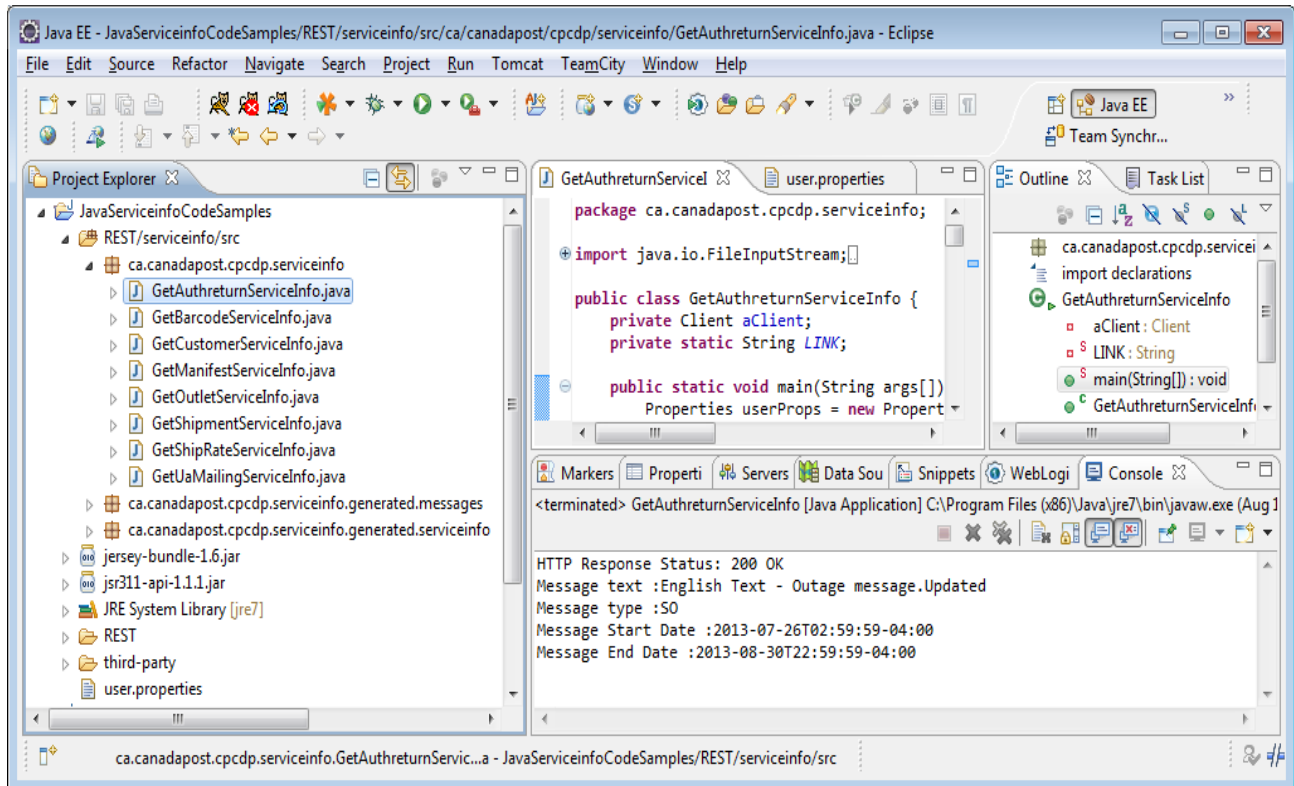 Java EE - JavaServiceinfoCodeSamples/REST/serviceinfo/src/ca/canadapost/cpcdp/serviceinfo/GetAuthreturnServiceInfo.java - Eclipse
File Edit Source Refactor Navigate Search Project Run Tomcat TeamCity Window Help
Java EE
Team Synchr...
Project Explorer
JavaServiceinfoCodeSamples
REST/serviceinfo/src
ca.canadapost.cpcdp.serviceinfo
GetAuthreturnServiceInfo.java
GetBarcodeServiceInfo.java
GetCustomerServiceInfo.java
GetManifestServiceInfo.java
GetOutletServiceInfo.java
GetShipmentServiceInfo.java
GetShipRateServiceInfo.java
GetUaMailingServiceInfo.java
ca.canadapost.cpcdp.serviceinfo.generated.messages
ca.canadapost.cpcdp.serviceinfo.generated.serviceinfo
jersey-bundle-1.6.jar
jsr311-api-1.1.1.jar
JRE System Library [jre7]
REST
third-party
user.properties
GetAuthreturnServiceI user.properties
package ca.canadapost.cpcdp.serviceinfo;
import java.io.FileInputStream;
public class GetAuthreturnServiceInfo {
private Client aClient;
private static String LINK;
public static void main(String args[])
Properties userProps = new Propert
Outline Task List
ca.canadapost.cpcdp.servicei
import declarations
GetAuthreturnServiceInfo
aClient : Client
LINK : String
main(String[]) : void
GetAuthreturnServiceInf
Markers Properti Servers Data Sou Snippets WebLogi Console
<terminated> GetAuthreturnServiceInfo [Java Application] C:\Program Files (x86)\Java\jre7\bin\javaw.exe (Aug 1
HTTP Response Status: 200 OK
Message text :English Text - Outage message.Updated
Message type :SO
Message Start Date :2013-07-26T02:59:59-04:00
Message End Date :2013-08-30T22:59:59-04:00
ca.canadapost.cpcdp.serviceinfo.GetAuthreturnServic...a - JavaServiceinfoCodeSamples/REST/serviceinfo/src